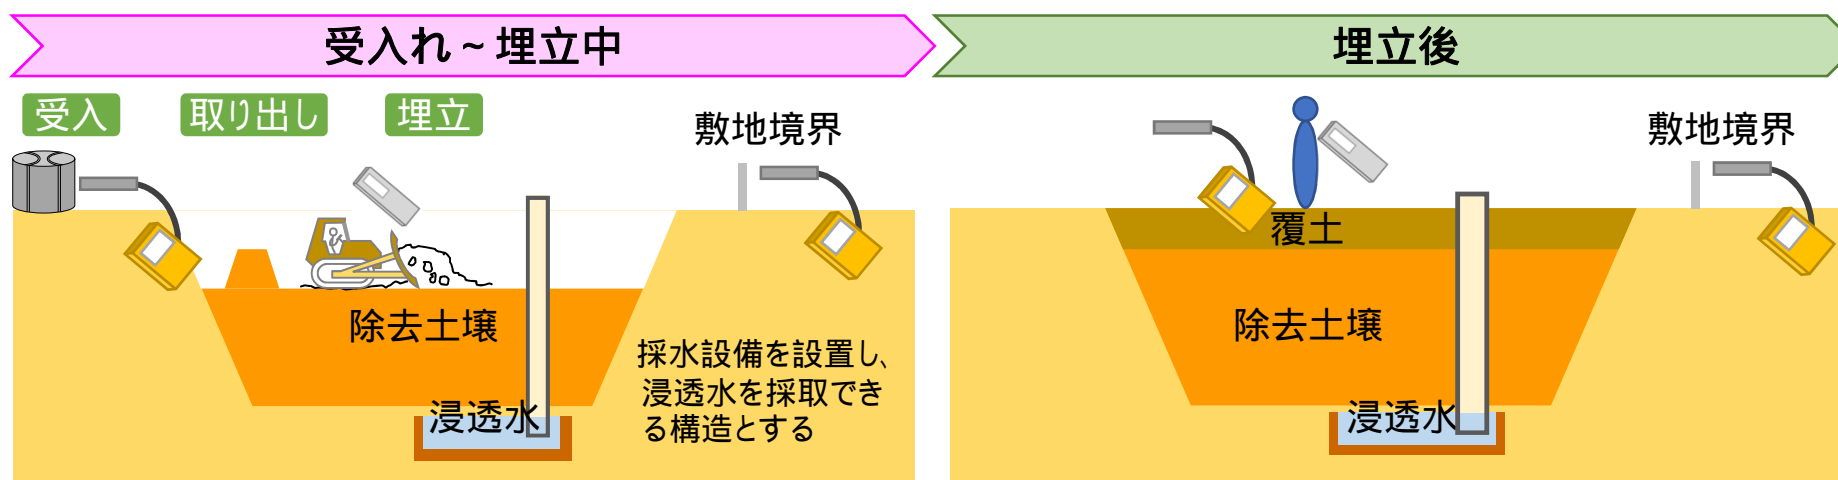 受入れ~埋立中
埋立後
受入
取り出し
埋立
敷地境界
除去土壌
採水設備を設置し、
浸透水を採取でき
る構造とする
浸透水
敷地境界
覆土
除去土壌
浸透水